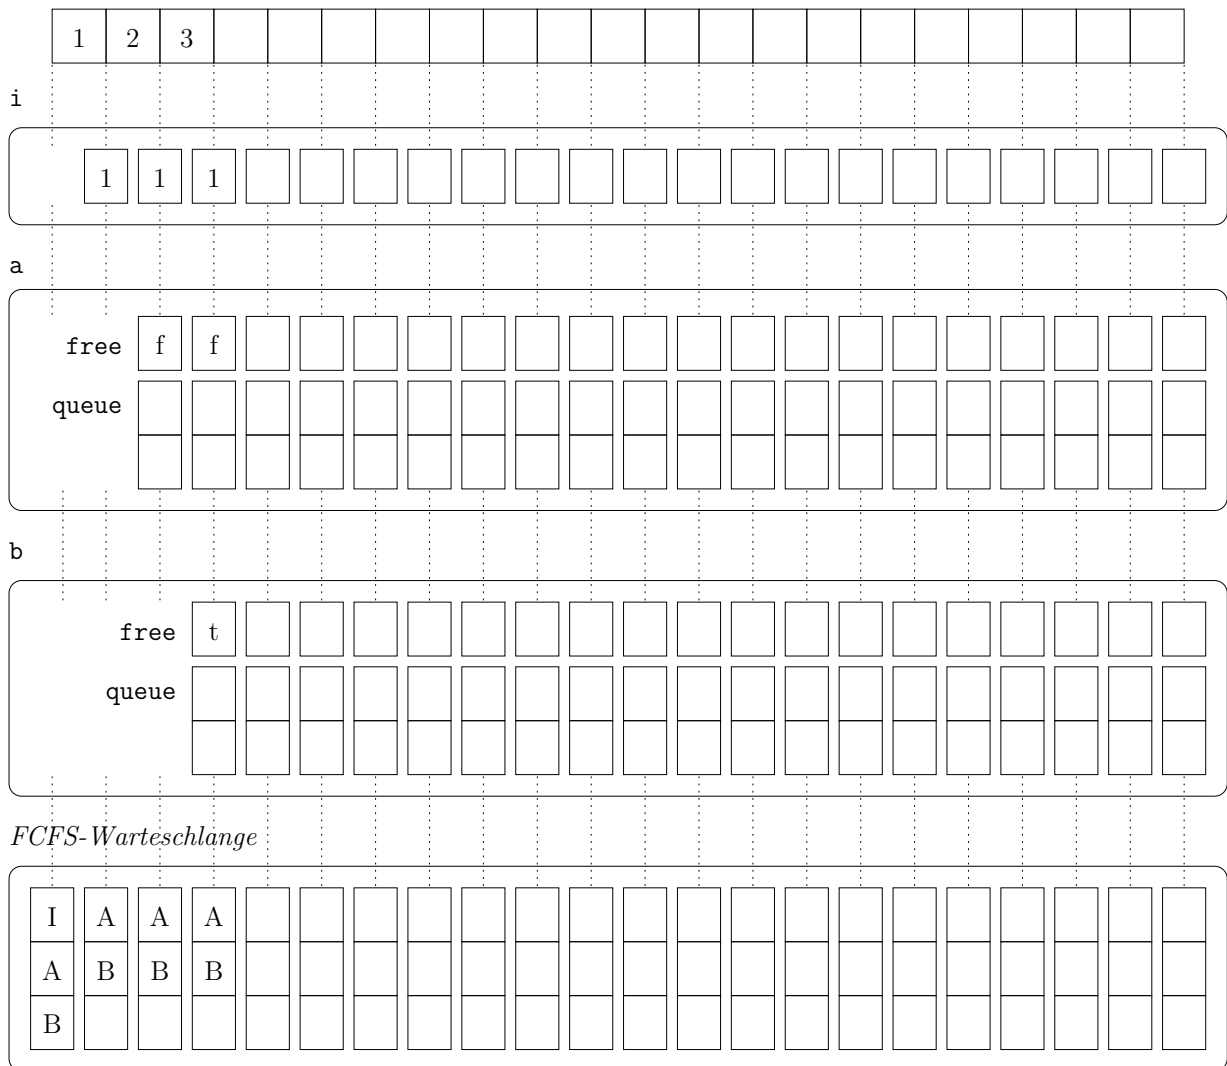 1 2 3
i
1 1 1
a
free f f
queue
b
free t
queue
FCFS-Warteschlange
I A A A
A B B B
B